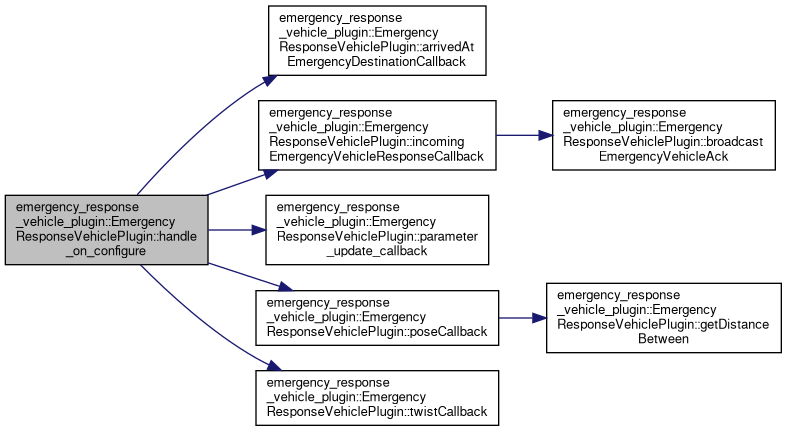 emergency_response
_vehicle_plugin::Emergency
ResponseVehiclePlugin::arrivedAt
EmergencyDestinationCallback
emergency_response
_vehicle_plugin::Emergency
ResponseVehiclePlugin::incoming
EmergencyVehicleResponseCallback
emergency_response
_vehicle_plugin::Emergency
ResponseVehiclePlugin::broadcast
EmergencyVehicleAck
emergency_response
_vehicle_plugin::Emergency
ResponseVehiclePlugin::handle
_on_configure
emergency_response
_vehicle_plugin::Emergency
ResponseVehiclePlugin::parameter
_update_callback
emergency_response
_vehicle_plugin::Emergency
ResponseVehiclePlugin::poseCallback
emergency_response
_vehicle_plugin::Emergency
ResponseVehiclePlugin::getDistance
Between
emergency_response
_vehicle_plugin::Emergency
ResponseVehiclePlugin::twistCallback